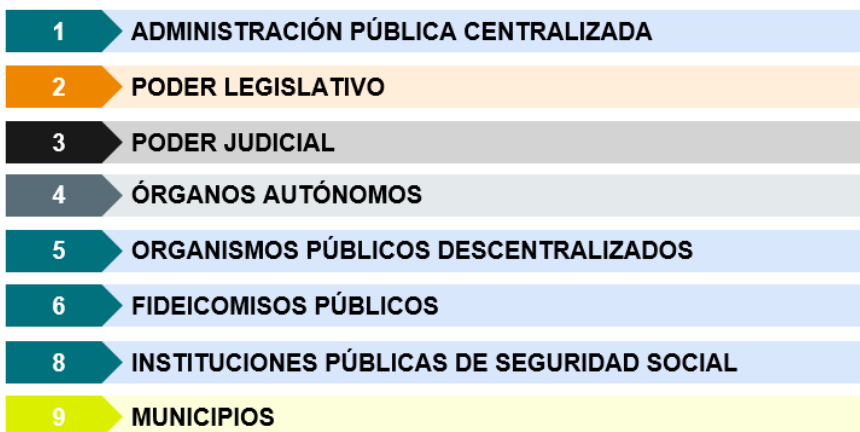 1 ADMINISTRACIÓN PÚBLICA CENTRALIZADA
2 PODER LEGISLATIVO
3 PODER JUDICIAL
4 ÓRGANOS AUTÓNOMOS
5 ORGANISMOS PÚBLICOS DESCENTRALIZADOS
6 FIDEICOMISOS PÚBLICOS
8 INSTITUCIONES PÚBLICAS DE SEGURIDAD SOCIAL
9 MUNICIPIOS